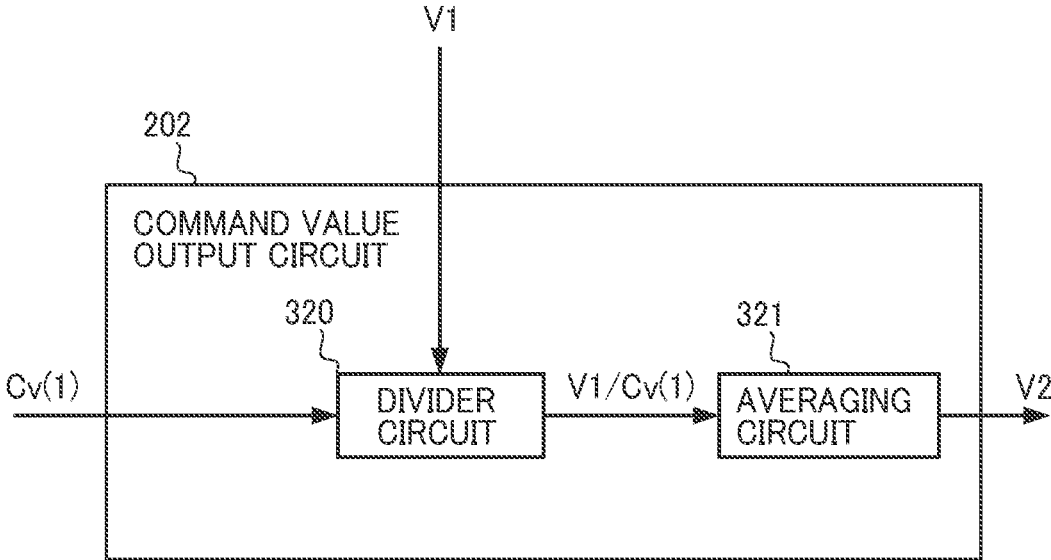 V1
202
COMMAND VALUE
OUTPUT CIRCUIT
320
321
Cv(1)
DIVIDER
CIRCUIT
V1/Cv(1)
AVERAGING
CIRCUIT
V2